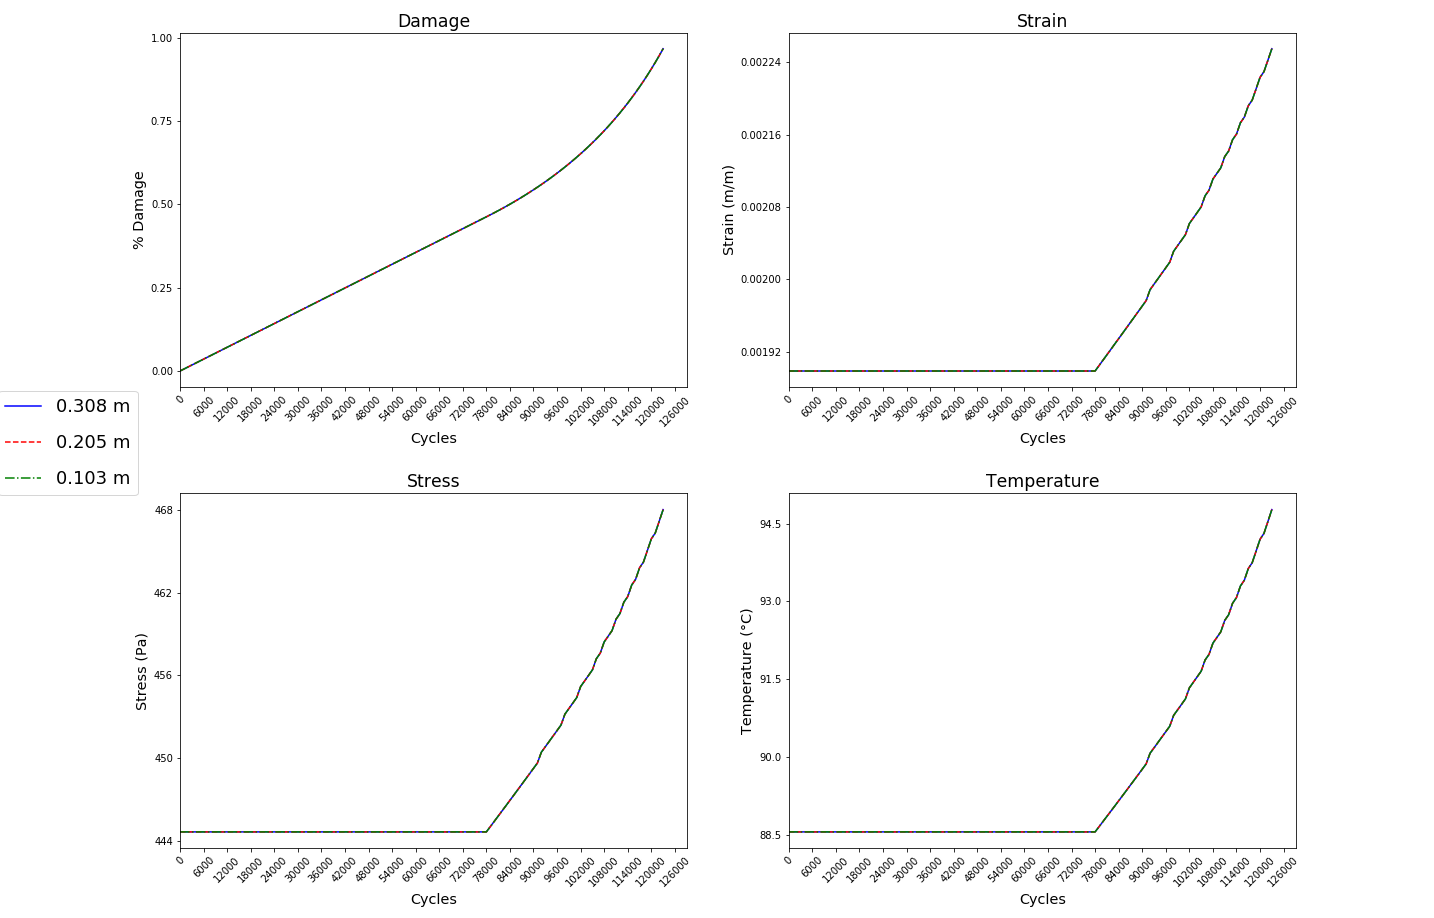 Damage
1.00
0.75
0.50
0.25
0.00
% Damage
0 6000 12000 18000 24000 30000 36000 42000 48000 54000 60000 66000 72000 78000 84000 90000 96000 102000 108000 114000 120000 126000
Cycles
Strain
0.00224
0.00216
0.00208
0.00200
0.00192
Strain (m/m)
0 6000 12000 18000 24000 30000 36000 42000 48000 54000 60000 66000 72000 78000 84000 90000 96000 102000 108000 114000 120000 126000
Cycles
0.308 m
0.205 m
0.103 m
Stress
468
462
456
450
444
Stress (Pa)
0 6000 12000 18000 24000 30000 36000 42000 48000 54000 60000 66000 72000 78000 84000 90000 96000 102000 108000 114000 120000 126000
Cycles
Temperature
94.5
93.0
91.5
90.0
88.5
Temperature (°C)
0 6000 12000 18000 24000 30000 36000 42000 48000 54000 60000 66000 72000 78000 84000 90000 96000 102000 108000 114000 120000 126000
Cycles